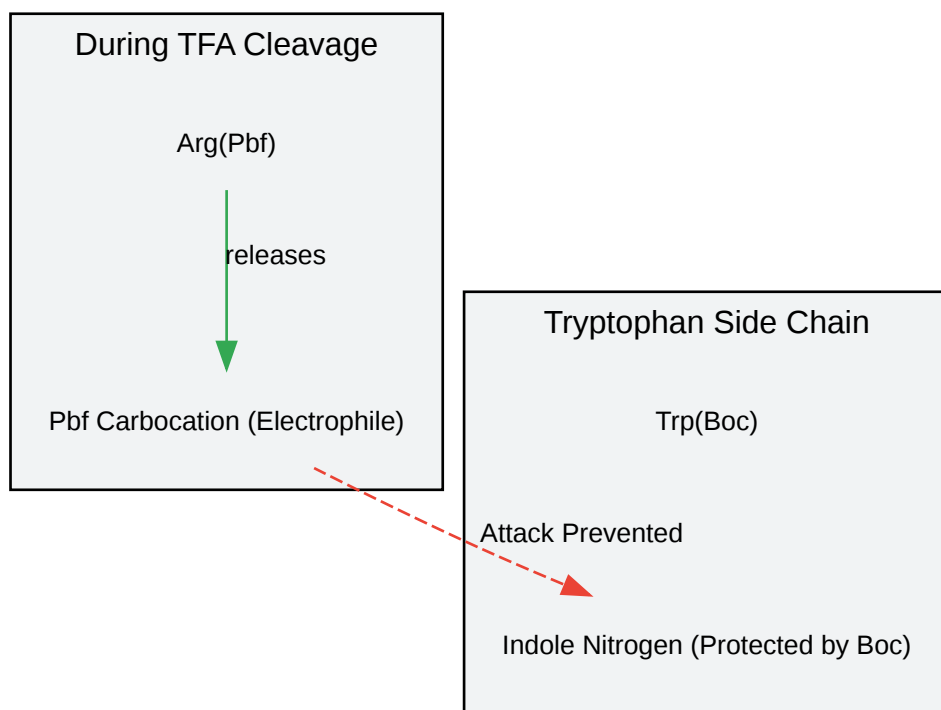 During TFA Cleavage
Arg(Pbf)
releases
Pbf Carbocation (Electrophile)
Tryptophan Side Chain
Trp(Boc)
Attack Prevented
Indole Nitrogen (Protected by Boc)